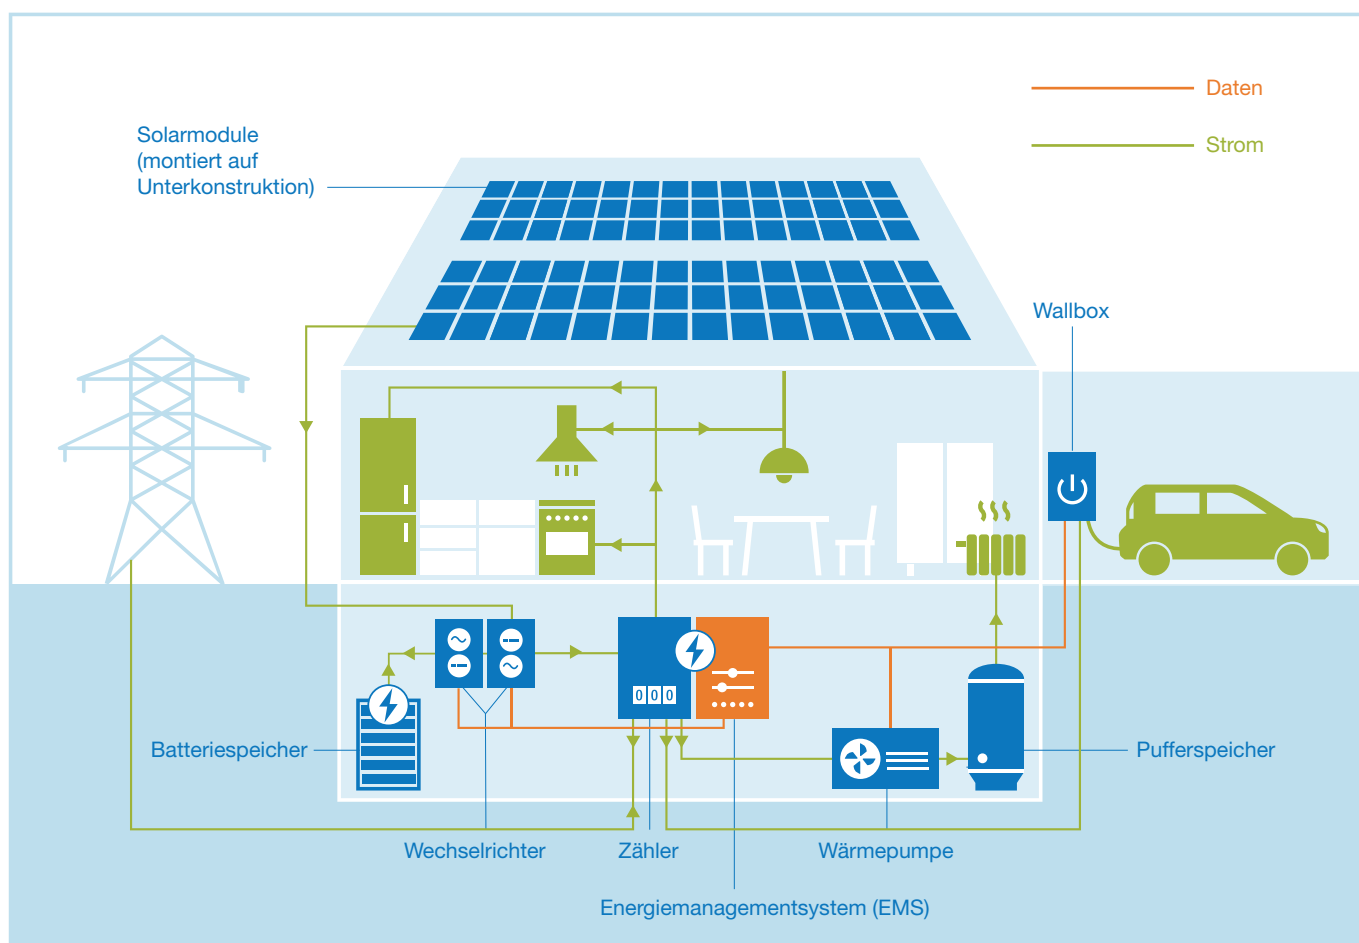 Daten
Strom
Solarmodule
(montiert auf
Unterkonstruktion)
Wallbox
000
Batteriespeicher
Pufferspeicher
Wechselrichter
Zähler
Wärmepumpe
Energiemanagementsystem (EMS)